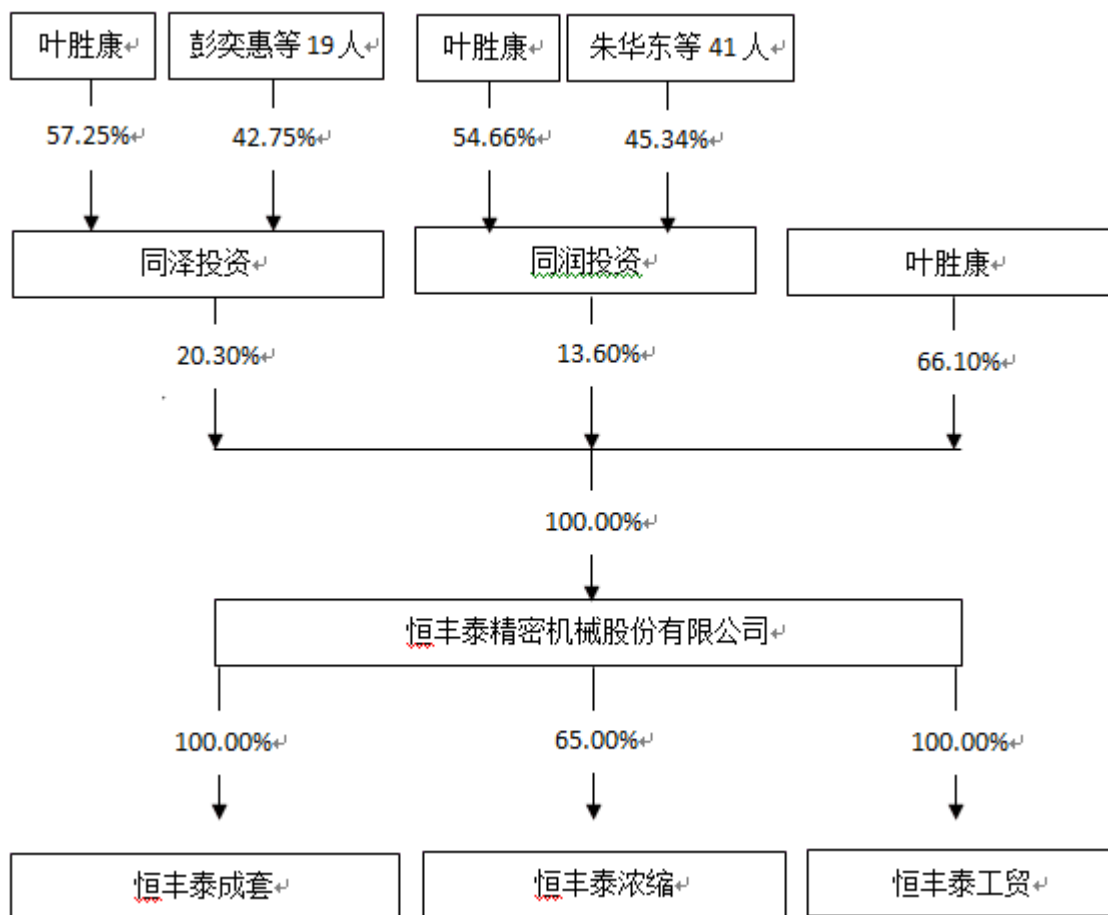 叶胜康
彭奕惠等 19 人
叶胜康
朱华东等 41 人
57.25%
42.75%
54.66%
45.34%
同泽投资
同润投资
叶胜康
20.30%
13.60%
66.10%
100.00%
恒丰泰精密机械股份有限公司
100.00%
65.00%
100.00%
恒丰泰成套
恒丰泰浓缩
恒丰泰工贸